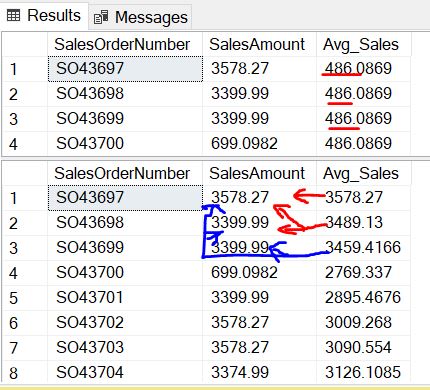 Results Messages
SalesOrderNumber SalesAmount Avg_Sales
1 SO43697 3578.27 486.0869
2 SO43698 3399.99 486.0869
3 SO43699 3399.99 486.0869
4 SO43700 699.0982 486.0869
SalesOrderNumber SalesAmount Avg_Sales
1 SO43697 3578.27 3578.27
2 SO43698 3399.99 3489.13
3 SO43699 3399.99 3459.4166
4 SO43700 699.0982 2769.337
5 SO43701 3399.99 2895.4676
6 SO43702 3578.27 3009.268
7 SO43703 3578.27 3090.554
8 SO43704 3374.99 3126.1085